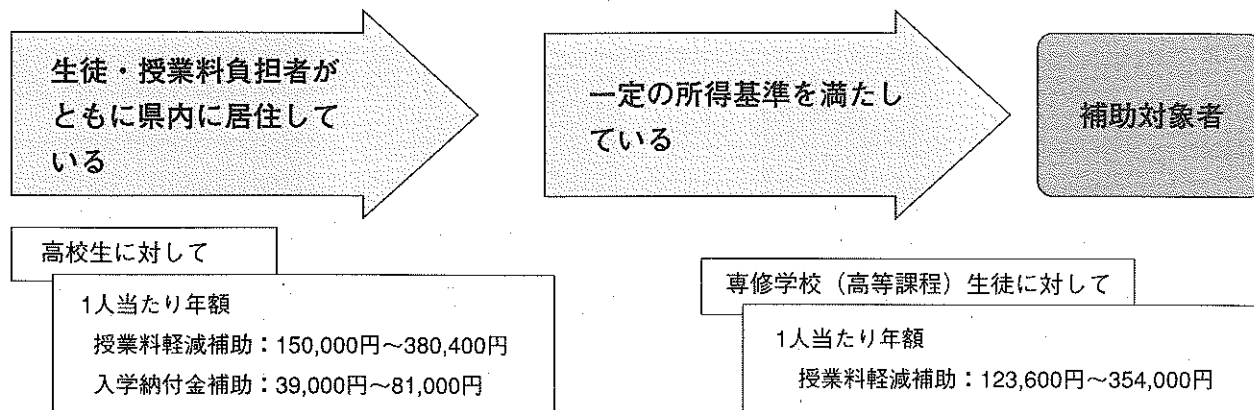 生徒・授業料負担者が
ともに県内に居住して
いる
一定の所得基準を満たし
ている
補助対象者
高校生に対して
1人当たり年額
授業料軽減補助：150,000円～380,400円
入学納付金補助：39,000円～81,000円
専修学校（高等課程）生徒に対して
1人当たり年額
授業料軽減補助：123,600円～354,000円